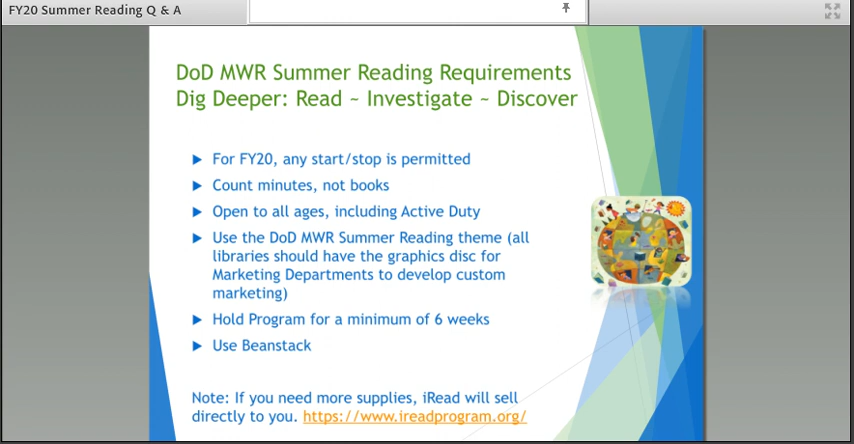 FY20 Summer Reading Q & A
DoD MWR Summer Reading Requirements
Dig Deeper: Read ~ Investigate ~ Discover
For FY20, any start/stop is permitted
Count minutes, not books
Open to all ages, including Active Duty
Use the DoD MWR Summer Reading theme (all
libraries should have the graphics disc for
Marketing Departments to develop custom
marketing)
Hold Program for a minimum of 6 weeks
Use Beanstack
Note: If you need more supplies, iRead will sell
directly to you. https://www.ireadprogram.org/